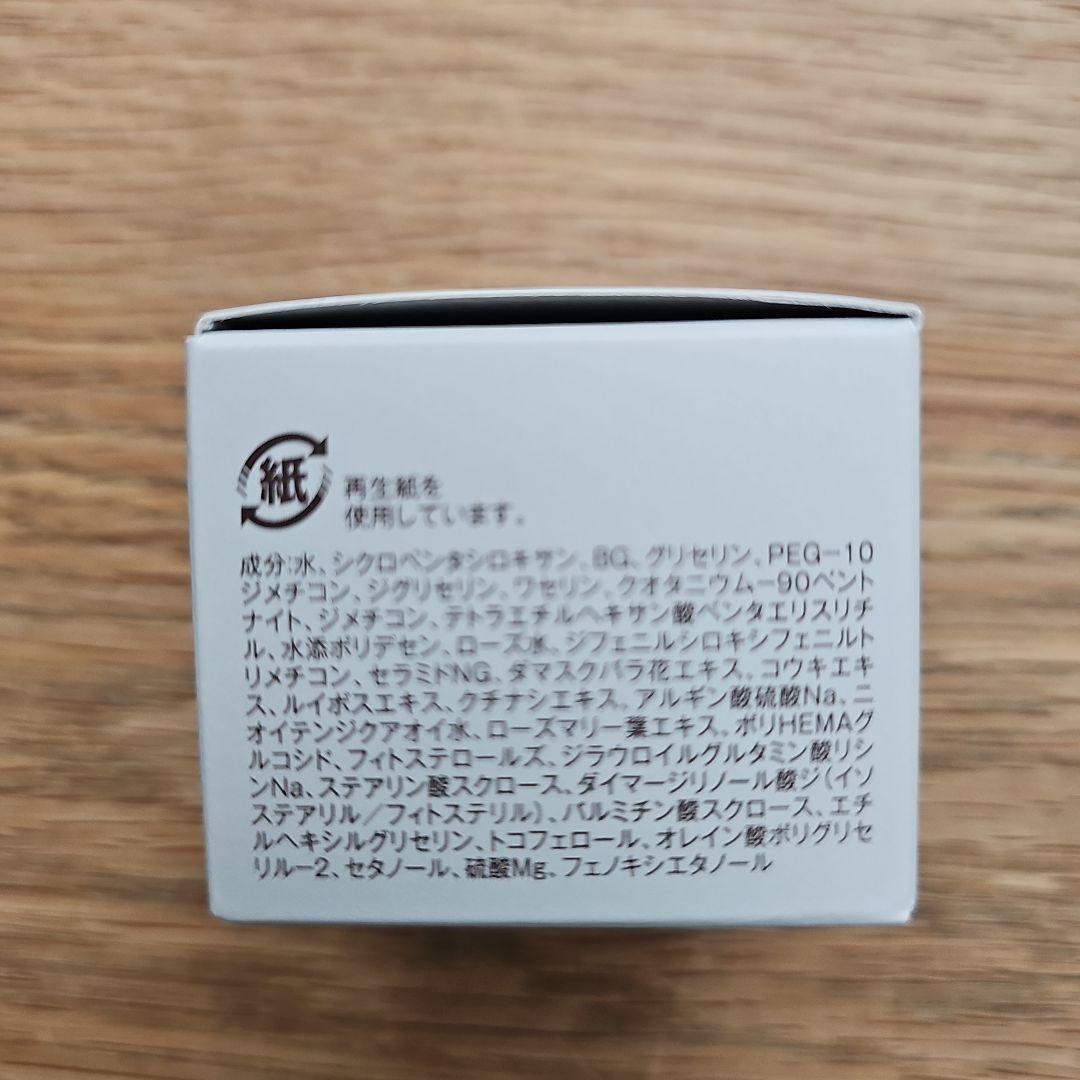 紙
再生紙を
使用しています。
成分:水、シクロペンタシロキサン、BG、グリセリン、PEG-10
ジメチコン、ジグリセリン、ワセリン、クオタニウム-90ベント
ナイト、ジメチコン、テトラエチルヘキサン酸ペンタエリスリチ
ル、水添ポリデセン、ローズ水、ジフェニルシロキシフェニルト
リメチコン、セラミドNG、ダマスクバラ花エキス、コウキエキ
ス、ルイボスエキス、クチナシエキス、アルギン酸硫酸Na、ニ
オイテンジクアオイ水、ローズマリー葉エキス、ポリHEMAグ
ルコシド、フィトステロールズ、ジラウロイルグルタミン酸リシ
ンNa、ステアリン酸スクロース、ダイマージリノール酸ジ(イソ
ステアリル/フィトステリル)、パルミチン酸スクロース、エチ
ルヘキシルグリセリン、トコフェロール、オレイン酸ポリグリセ
リル-2、セタノール、硫酸Mg、フェノキシエタノール